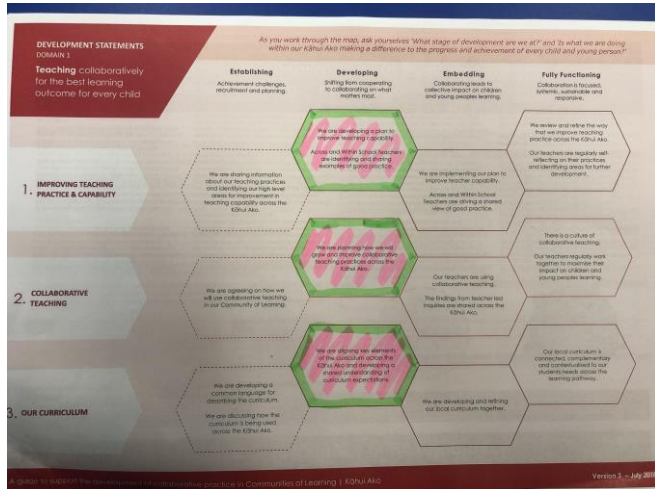 DEVELOPMENT STATEMENTS
DOMAIN 1
Teaching collaboratively
for the best learning
outcome for every child
As you work through the map, ask yourselves 'What stage of development are we at?' and 'Is what we are doing
within our Kāhui Ako making a difference to the progress and achievement of every child and young person?'
Establishing
Achievement challenges,
recruitment and planning.
Developing
Shifting from cooperating
to collaborating on what
matters most.
Embedding
Collaborating leads to
collective impact on children
and young peoples learning.
Fully Functioning
Collaboration is focused,
systemic, sustainable and
responsive.
1. IMPROVING TEACHING
PRACTICE & CAPABILITY
We are sharing information
about our teaching practices
and identifying our high level
areas for improvement in
teaching capability across the
Kāhui Ako.
We are developing a plan to
improve teaching capability.
Across and Within School Teachers
are identifying and sharing
examples of good practice.
We are implementing our plan to
improve teacher capability.
Across and Within School
Teachers are driving a shared
view of good practice.
We review and refine the way
that we improve teaching
practice across the Kāhui Ako.
Our teachers are regularly self-
reflecting on their practices
and identifying areas for further
development.
2. COLLABORATIVE
TEACHING
We are agreeing on how we
will use collaborative teaching
in our Community of Learning.
We are planning how we will
grow and improve collaborative
teaching practices across the
Kāhui Ako.
Our teachers are using
collaborative teaching.
The findings from teacher led
inquiries are shared across the
Kāhui Ako.
There is a culture of
collaborative teaching.
Our teachers regularly work
together to maximise their
impact on children and
young peoples learning.
3. OUR CURRICULUM
We are developing a
common language for
describing the curriculum.
We are discussing how the
curriculum is being used
across the Kāhui Ako.
We are aligning key elements
of the curriculum across the
Kāhui Ako and developing a
shared understanding of
curriculum expectations.
We are developing and refining
our local curriculum together.
Our local curriculum is
connected, complementary
and contextualised to our
students needs across the
learning pathway.
A guide to support the development of collaborative practice in Communities of Learning | Kāhui Ako
Version 3 – July 2018